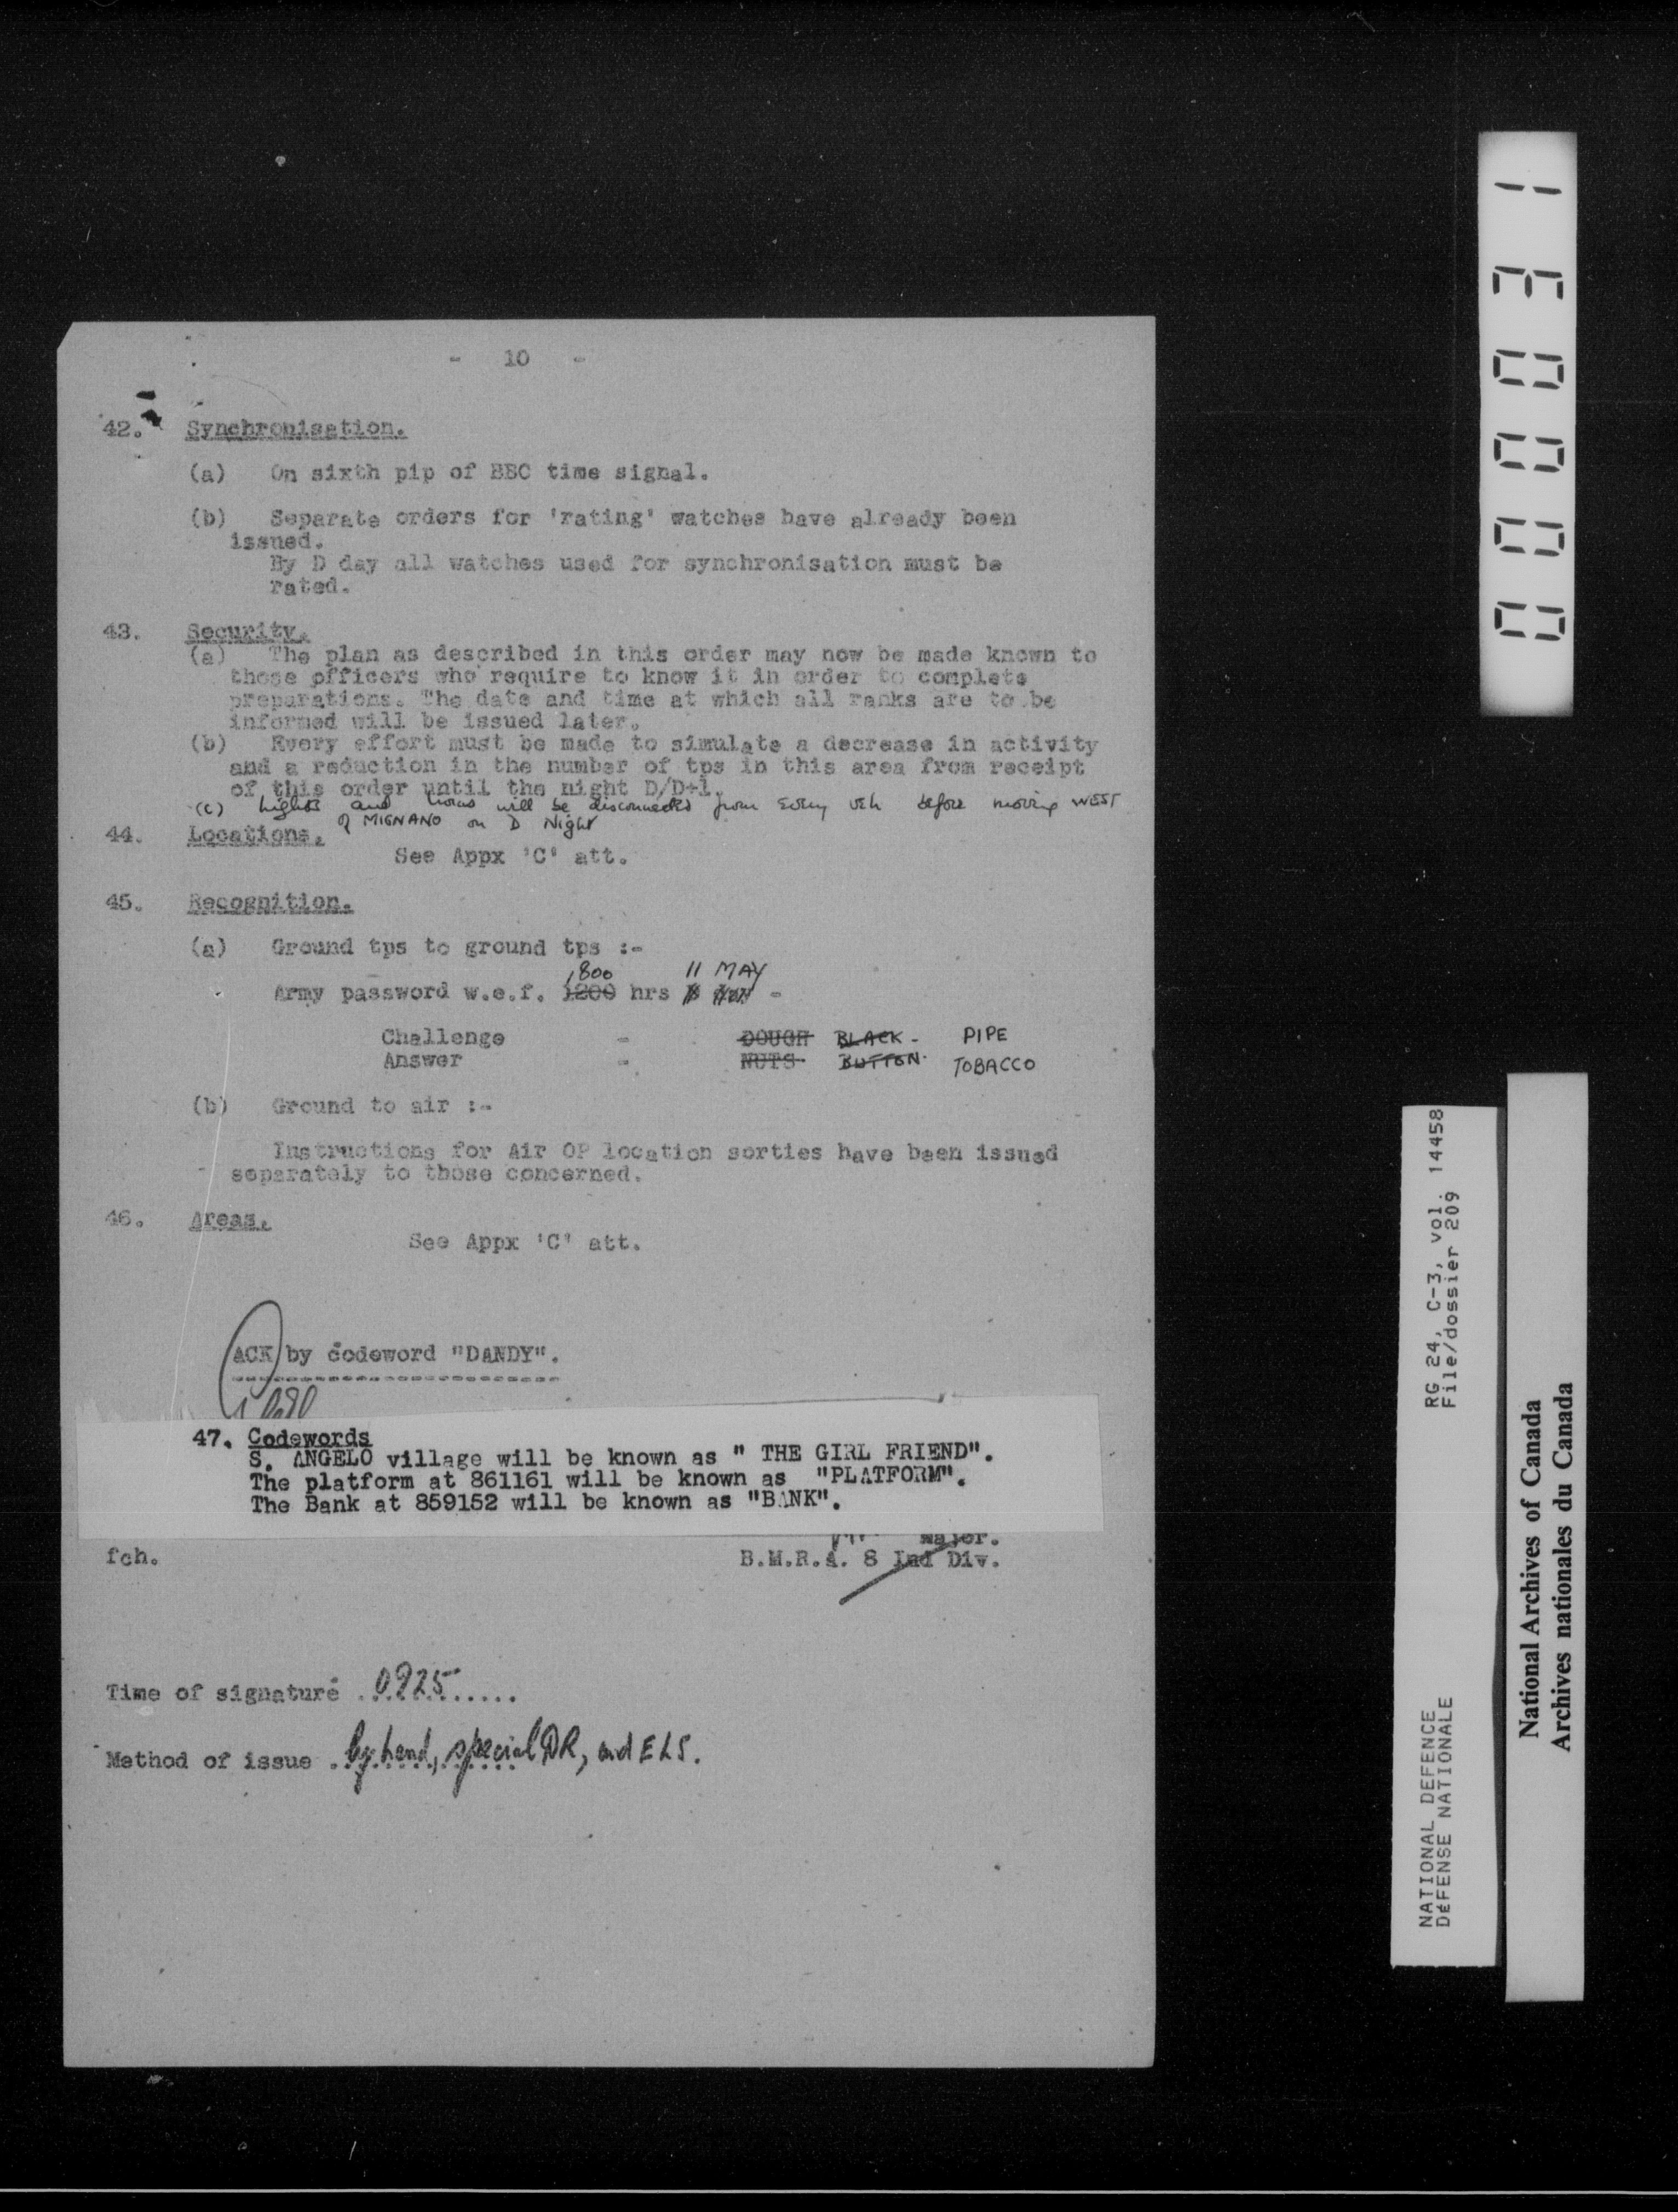 - 10 -
42. Synchronisation.
(a) On sixth pip of BBC time signal.
(b) Separate orders for 'rating' watches have already been
issued.
By D day all watches used for synchronisation must be
rated.
43. Security.
(a) The plan as described in this order may now be made known to
those officers who require to know it in order to complete
preparations. The date and time at which all ranks are to be
informed will be issued later.
(b) Every effort must be made to simulate a decrease in activity
and a reduction in the number of tps in this area from receipt
of this order until the night D/D+1.
(c) Lights and horns will be disconnected from every veh before moving WEST
of MIGNANO on D Night
44. Locations.
See Appx 'C' att.
45. Recognition.
(a) Ground tps to ground tps :-
1800 11 MAY
Army password w.e.f. 1200 hrs -
Challenge - DOUGH BLACK - PIPE
Answer - NUTS BUTTON. TOBACCO
(b) Ground to air :-
Instructions for Air OP location sorties have been issued
separately to those concerned.
46. Areas.
See Appx 'C' att.
ACK by codeword "DANDY".
47. Codewords
S. ANGELO village will be known as " THE GIRL FRIEND".
The platform at 861161 will be known as "PLATFORM".
The Bank at 859152 will be known as "BANK".
Major.
fch. B.M.R.A. 8 Ind Div.
Time of signature 0925
Method of issue by hand, special DR, and ELS.
000031
RG 24, C-3, vol. 14458
File/dossier 209
NATIONAL DEFENCE
DéFENSE NATIONALE
National Archives of Canada
Archives nationales du Canada